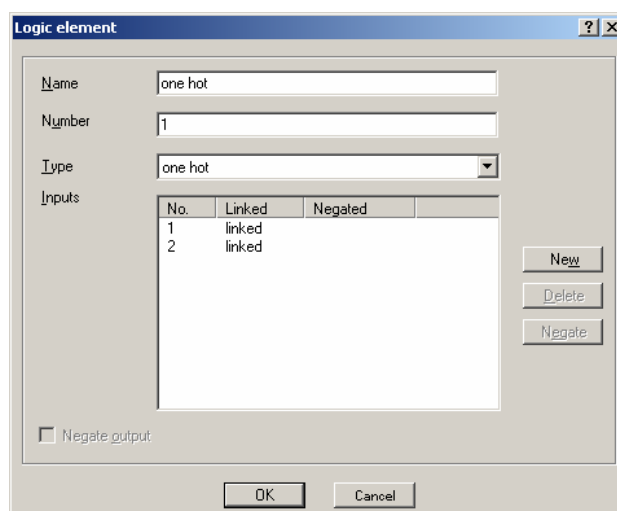 Logic element
Name one hot
Number 1
Type one hot
Inputs
No. Linked Negated
1 linked
2 linked
New
Delete
Negate
Negate output
OK Cancel